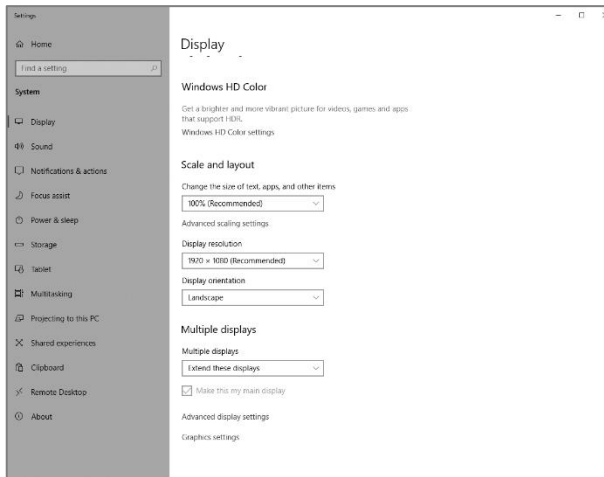 Settings
Home
Find a setting
System
Display
Sound
Notifications & actions
Focus assist
Power & sleep
Storage
Tablet
Multitasking
Projecting to this PC
Shared experiences
Clipboard
Remote Desktop
About
Display
Windows HD Color
Get a brighter and more vibrant picture for videos, games and apps
that support HDR.
Windows HD Color settings
Scale and layout
Change the size of text, apps, and other items
100% (Recommended)
Advanced scaling settings
Display resolution
1920 × 1080 (Recommended)
Display orientation
Landscape
Multiple displays
Multiple displays
Extend these displays
Make this my main display
Advanced display settings
Graphics settings